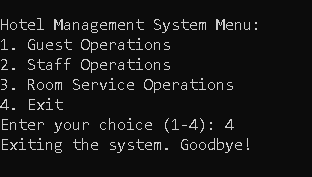 Hotel Management System Menu:
1. Guest Operations
2. Staff Operations
3. Room Service Operations
4. Exit
Enter your choice (1-4): 4
Exiting the system. Goodbye!